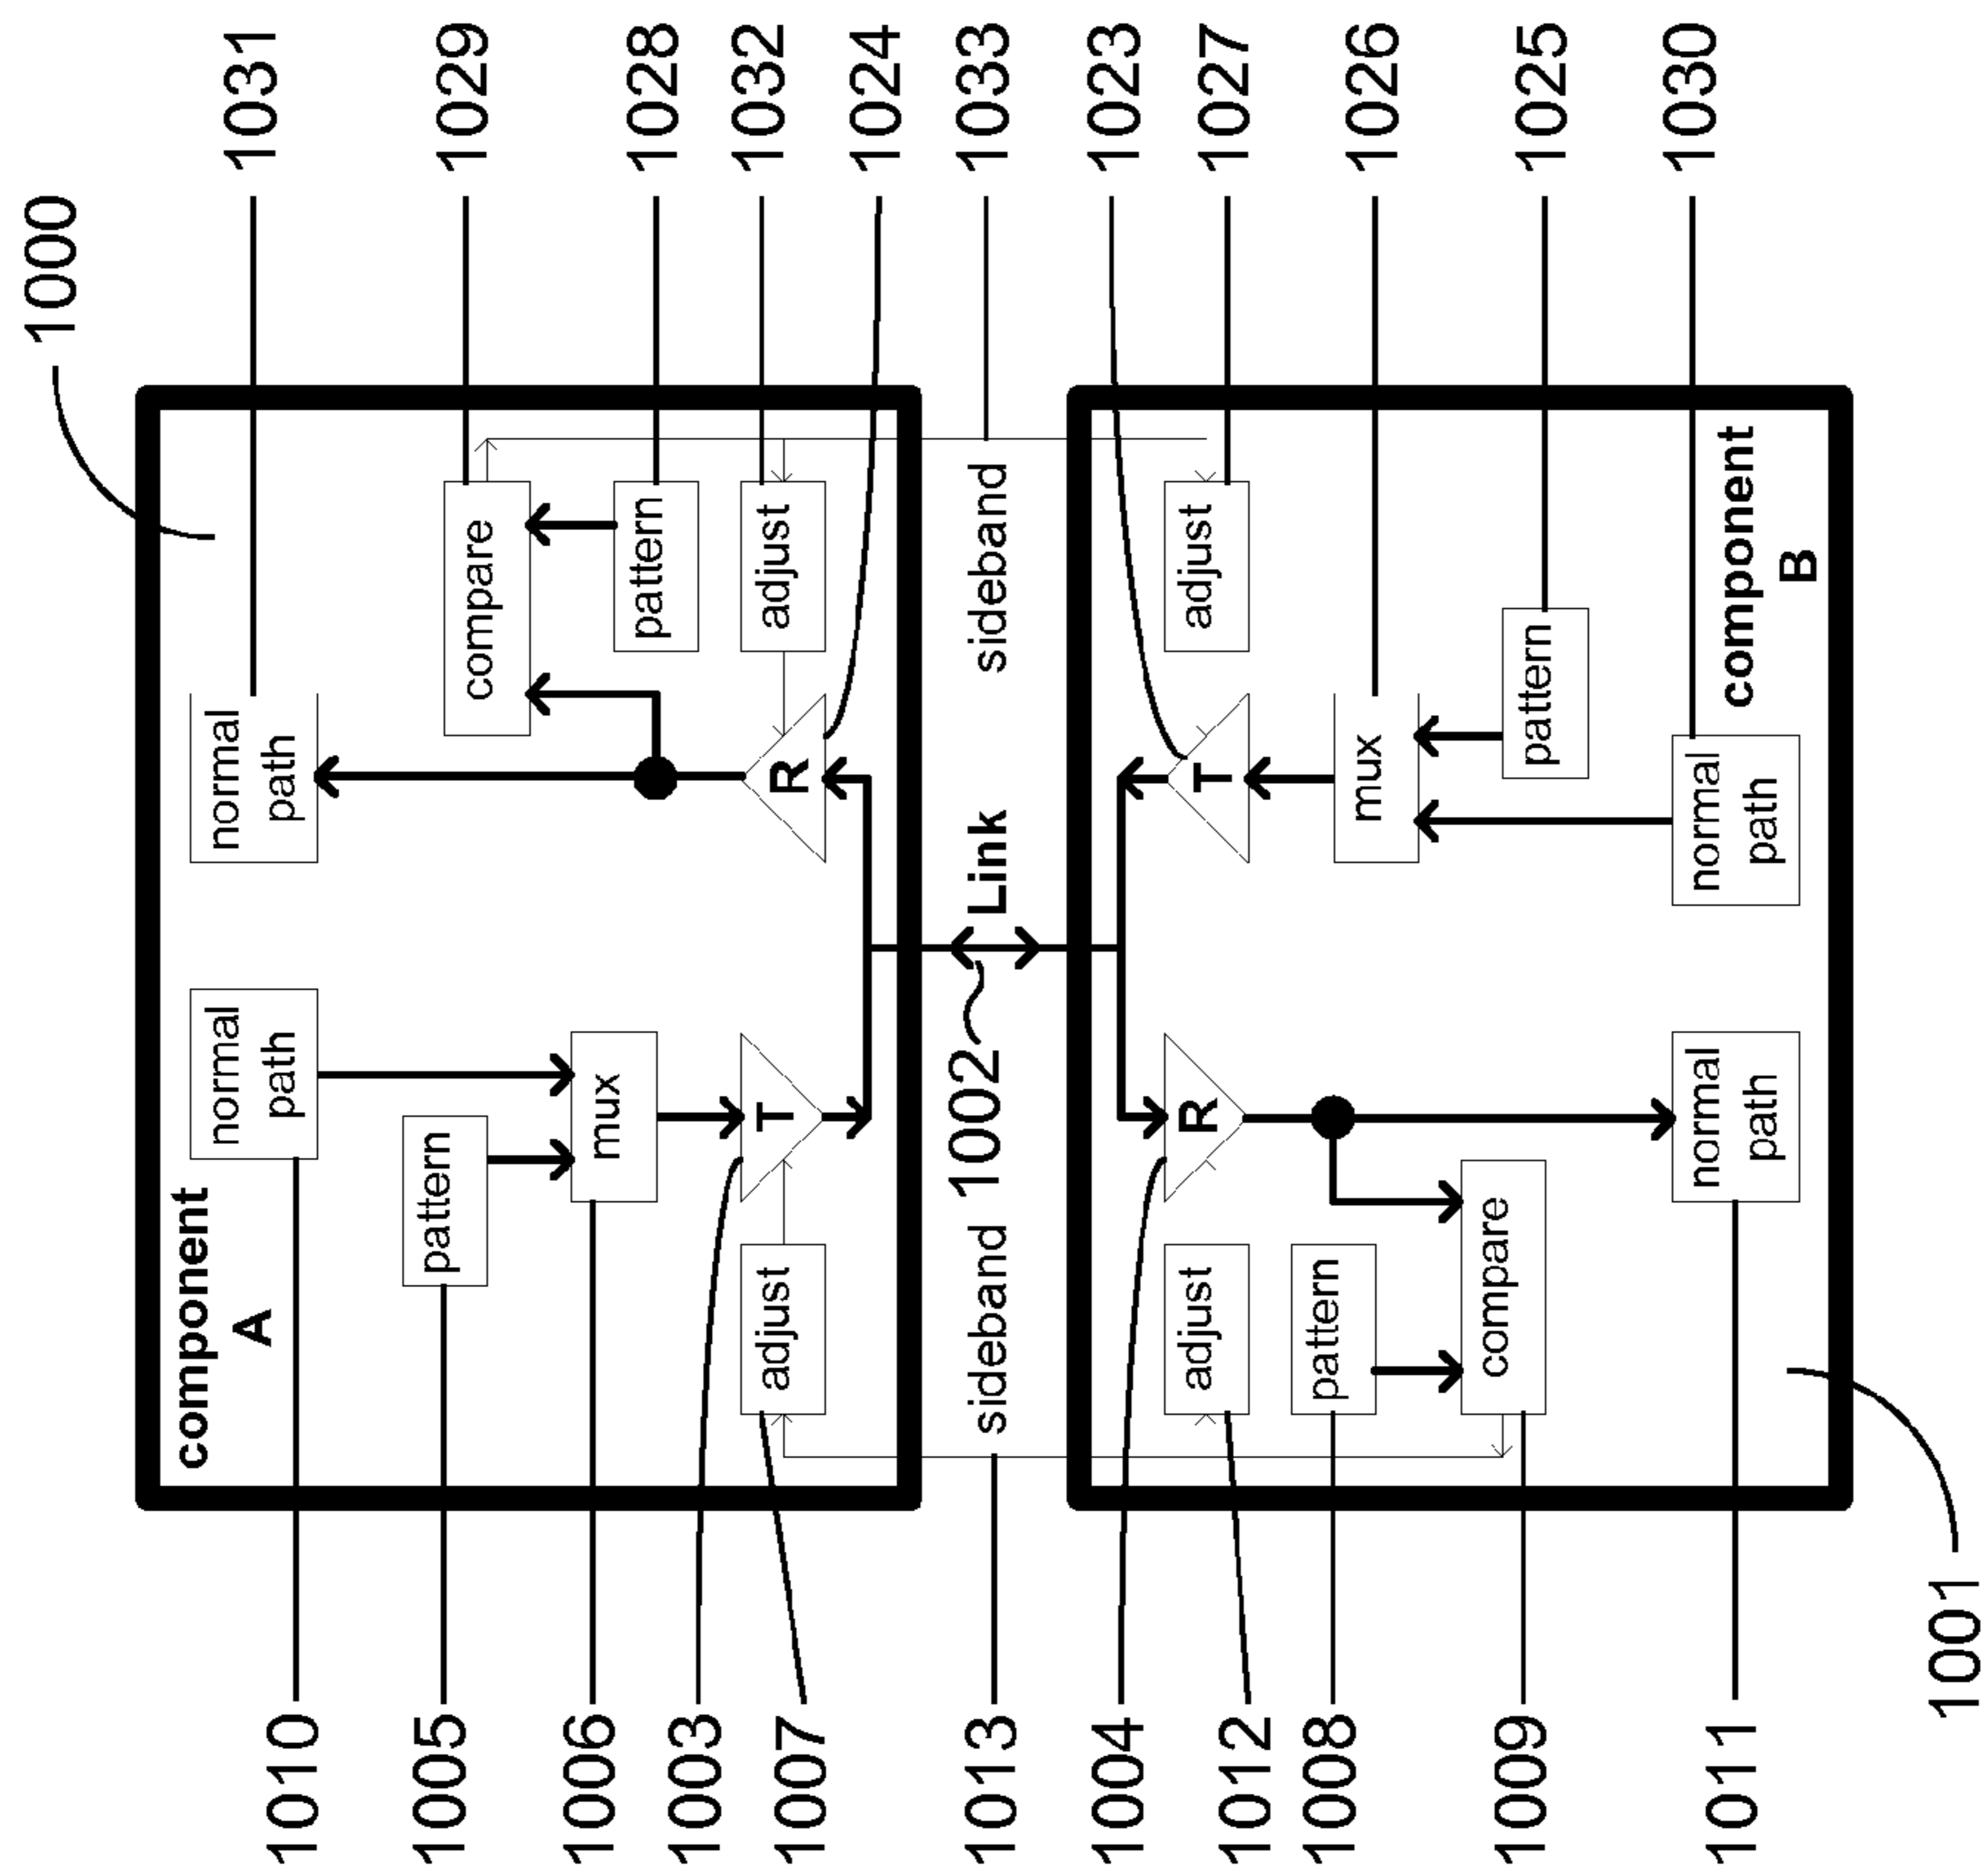 1000
1031
1029
1028
1032
1024
1033
1023
1027
1026
1025
1030
component
A
normal
path
pattern
mux
T
adjust
normal
path
compare
pattern
adjust
R
sideband
1002
Link
sideband
R
adjust
pattern
compare
normal
path
T
adjust
mux
pattern
normal
path
component
B
1010
1005
1006
1003
1007
1013
1004
1012
1008
1009
1011
1001